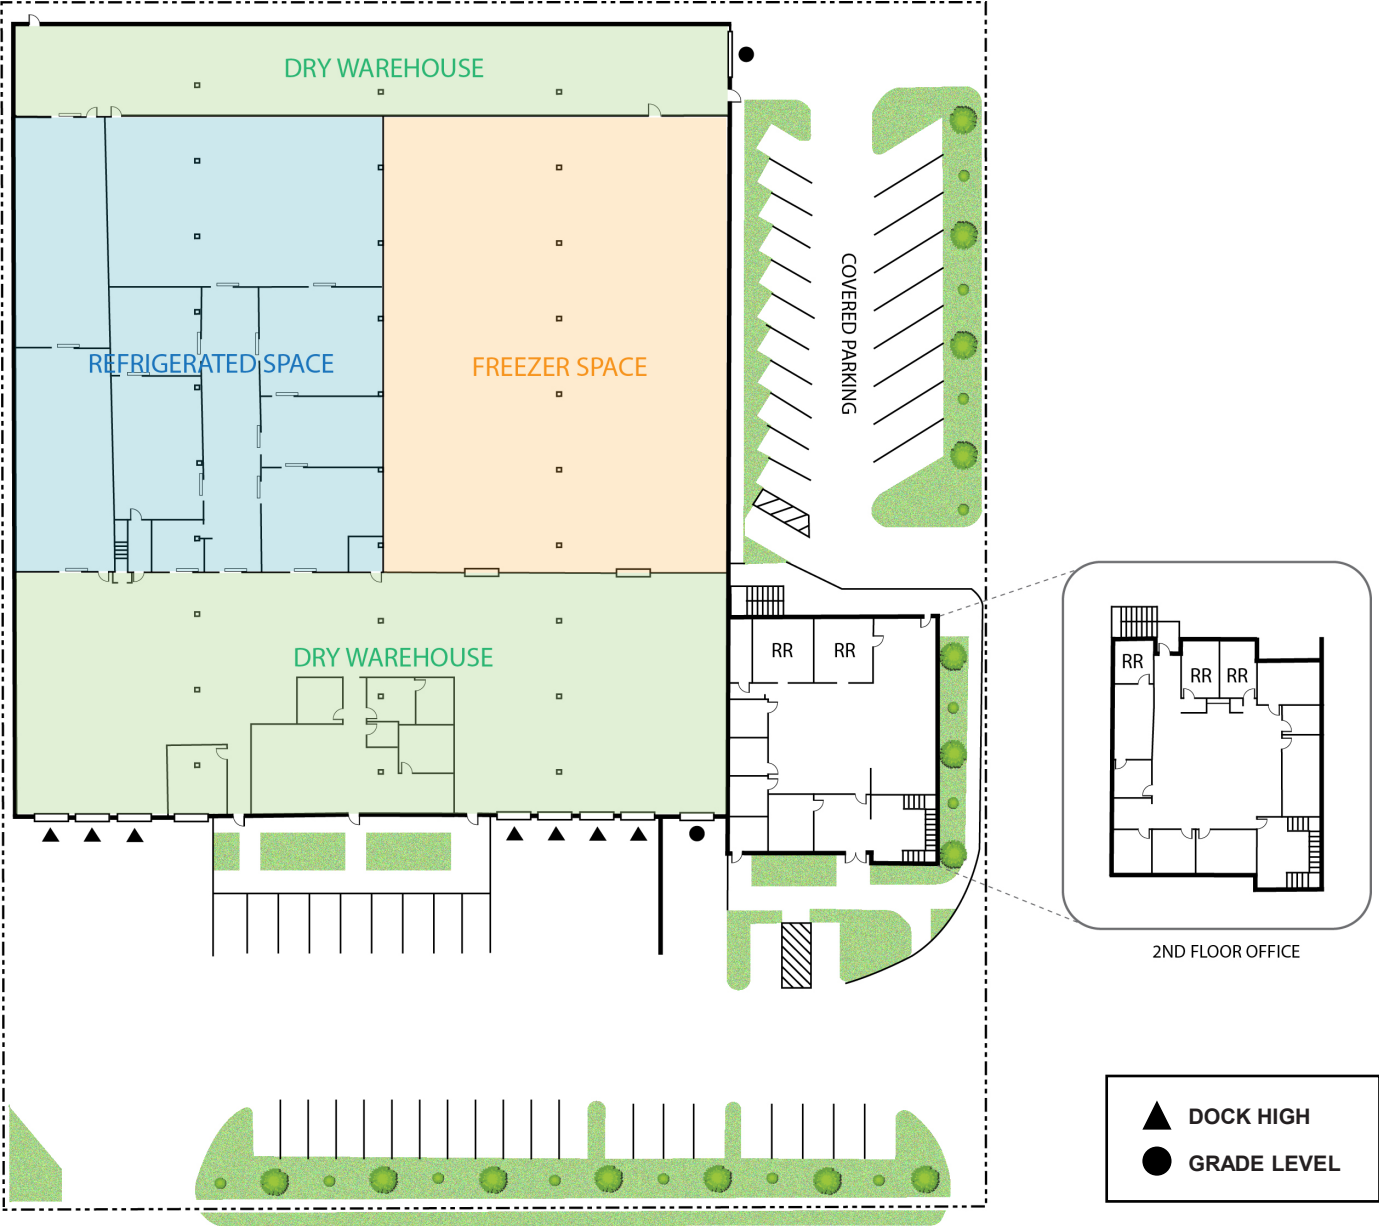 DRY WAREHOUSE
COVERED PARKING
REFRIGERATED SPACE
FREEZER SPACE
DRY WAREHOUSE
RR
RR
RR
RR
RR
2ND FLOOR OFFICE
DOCK HIGH
GRADE LEVEL